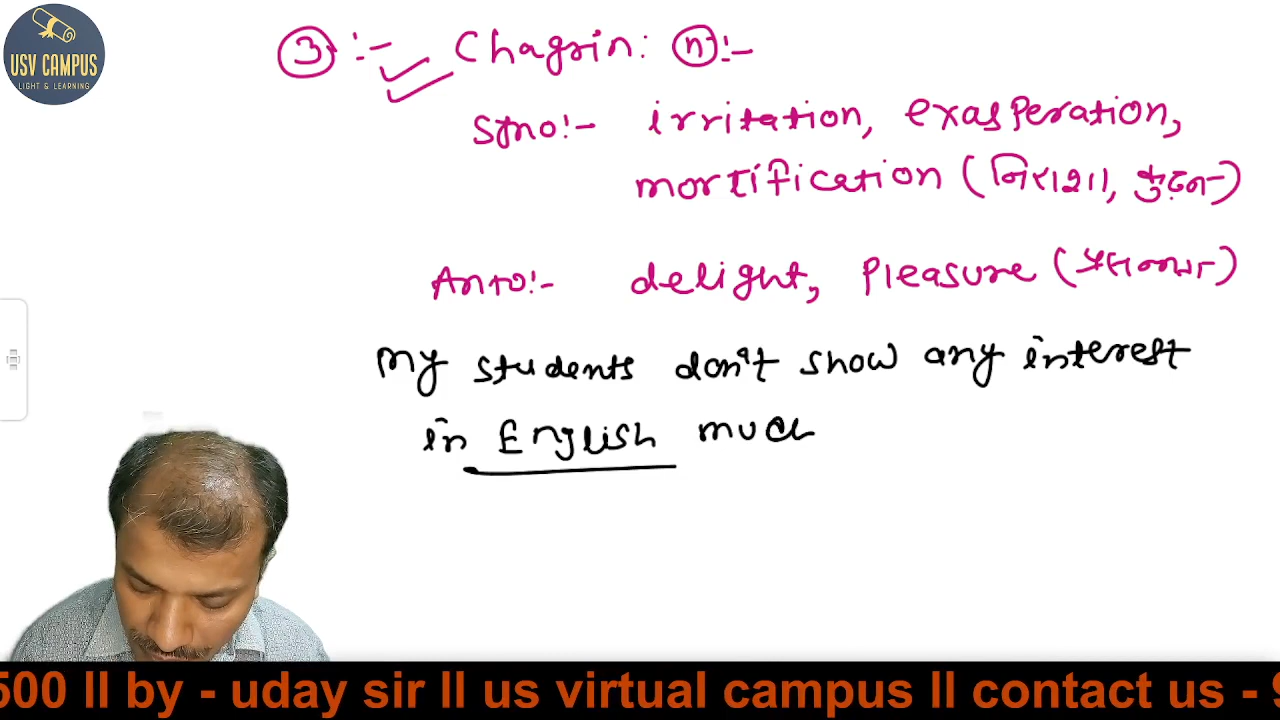 USV CAMPUS
LIGHT & LEARNING
3 :- Chagrin: n :-
Syno:- irritation, exasperation,
mortification (निराशा, कुढ़न)
Anto:- delight, pleasure (प्रसन्नता)
My students don't show any interest
in English much
500 ll by - uday sir ll us virtual campus ll contact us - 9